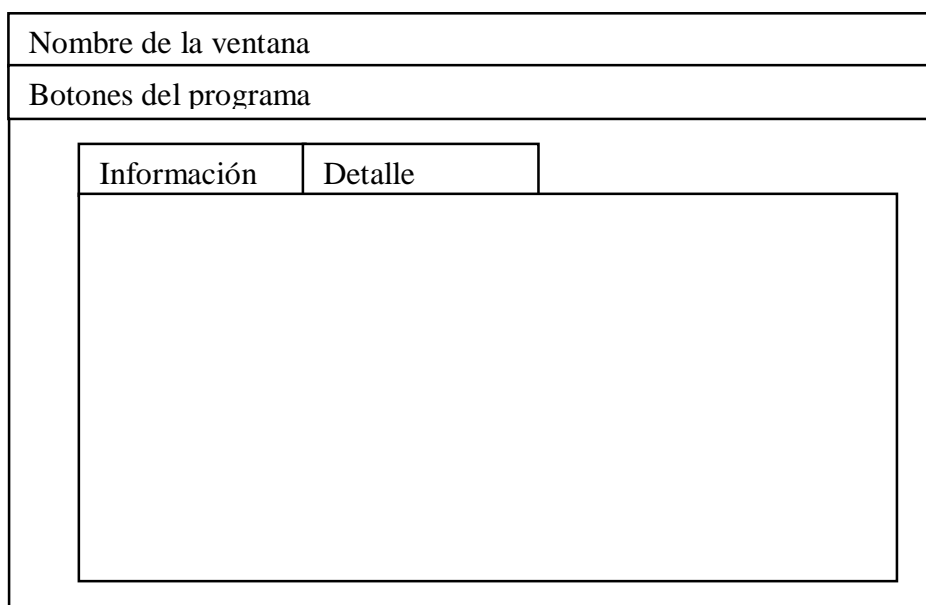 Nombre de la ventana
Botones del programa
Información Detalle